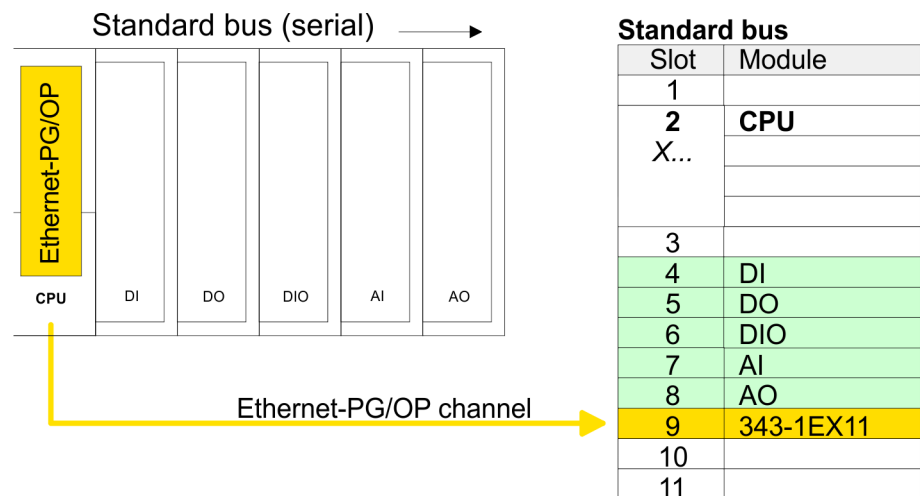 Standard bus (serial)
Ethernet-PG/OP
CPU
DI
DO
DIO
AI
AO
Ethernet-PG/OP channel
Standard bus
Slot Module
1
2 CPU
X...
3
4 DI
5 DO
6 DIO
7 AI
8 AO
9 343-1EX11
10
11